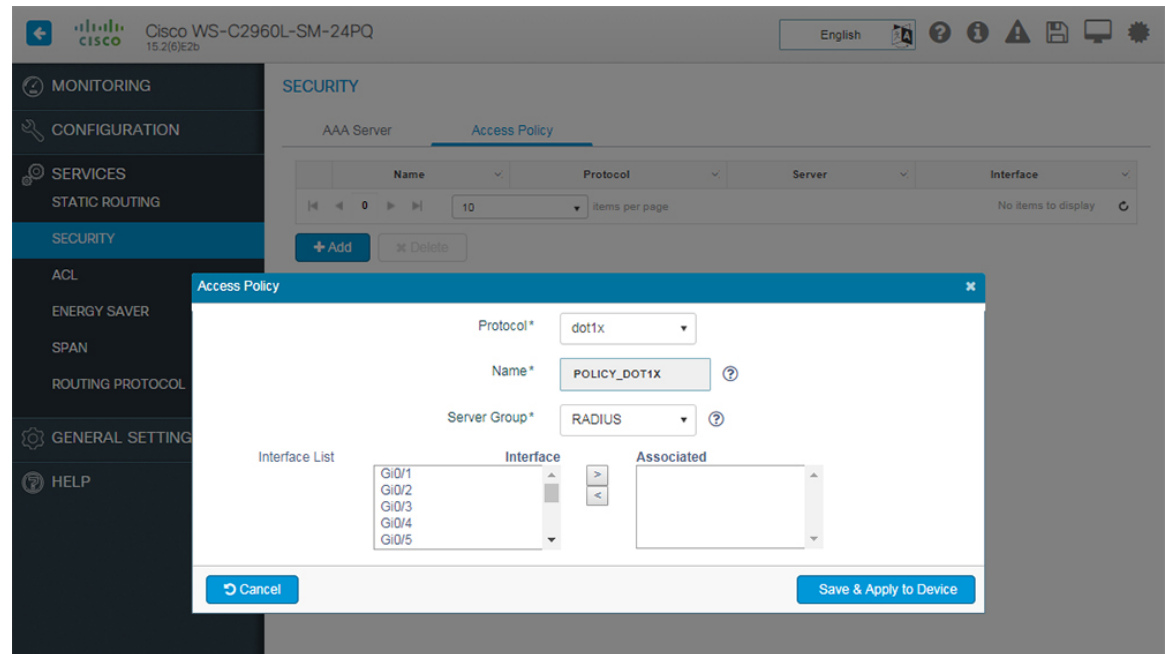 CISCO
Cisco WS-C2960L-SM-24PQ
15.2(6)E2b
English
MONITORING
CONFIGURATION
SERVICES
STATIC ROUTING
SECURITY
ACL
ENERGY SAVER
SPAN
ROUTING PROTOCOL
GENERAL SETTING
HELP
SECURITY
AAA Server Access Policy
Name Protocol Server Interface
0 10 items per page No items to display
+ Add Delete
Access Policy
Protocol* dot1x
Name* POLICY_DOT1X
Server Group* RADIUS
Interface List Interface Associated
Gi0/1
Gi0/2
Gi0/3
Gi0/4
Gi0/5
> 
<
Cancel Save & Apply to Device